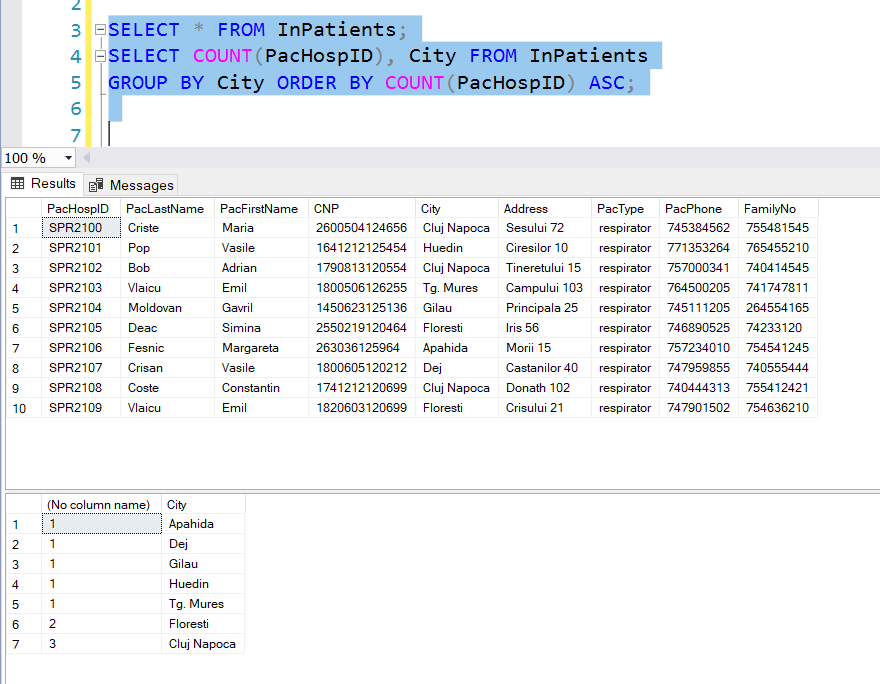 2
3 SELECT * FROM InPatients;
4 SELECT COUNT(PacHospID), City FROM InPatients
5 GROUP BY City ORDER BY COUNT(PacHospID) ASC;
6
7
100 %
Results Messages
PacHospID PacLastName PacFirstName CNP City Address PacType PacPhone FamilyNo
1 SPR2100 Criste Maria 2600504124656 Cluj Napoca Sesului 72 respirator 745384562 755481545
2 SPR2101 Pop Vasile 1641212125454 Huedin Ciresilor 10 respirator 771353264 765455210
3 SPR2102 Bob Adrian 1790813120554 Cluj Napoca Tineretului 15 respirator 757000341 740414545
4 SPR2103 Vlaicu Emil 1800506126255 Tg. Mures Campului 103 respirator 764500205 741747811
5 SPR2104 Moldovan Gavril 1450623125136 Gilau Principala 25 respirator 745111205 264554165
6 SPR2105 Deac Simina 2550219120464 Floresti Iris 56 respirator 746890525 74233120
7 SPR2106 Fesnic Margareta 263036125964 Apahida Morii 15 respirator 757234010 754541245
8 SPR2107 Crisan Vasile 1800605120212 Dej Castanilor 40 respirator 747959855 740555444
9 SPR2108 Coste Constantin 1741212120699 Cluj Napoca Donath 102 respirator 740444313 755412421
10 SPR2109 Vlaicu Emil 1820603120699 Floresti Crisului 21 respirator 747901502 754636210
(No column name) City
1 1 Apahida
2 1 Dej
3 1 Gilau
4 1 Huedin
5 1 Tg. Mures
6 2 Floresti
7 3 Cluj Napoca